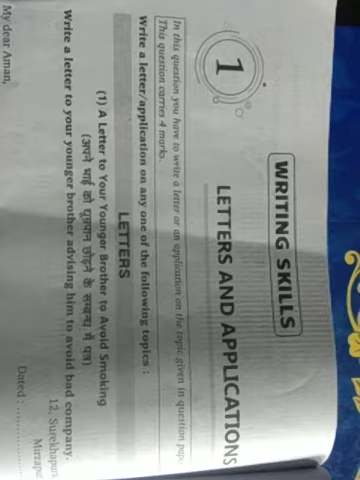 1
WRITING SKILLS
LETTERS AND APPLICATIONS
In this question you have to write a letter or an application on the topic given in question
This question carries 4 marks.
Write a letter/application on any one of the following topics :
LETTERS
(1) A Letter to Your Younger Brother to Avoid Smoking
(अपने भाई को धूम्रपान छोड़ने के सम्बन्ध में पत्र)
Write a letter to your younger brother advising him to avoid bad company.
12, Surekhapuri
Mirzapur
Dated : ...............
My dear Aman,